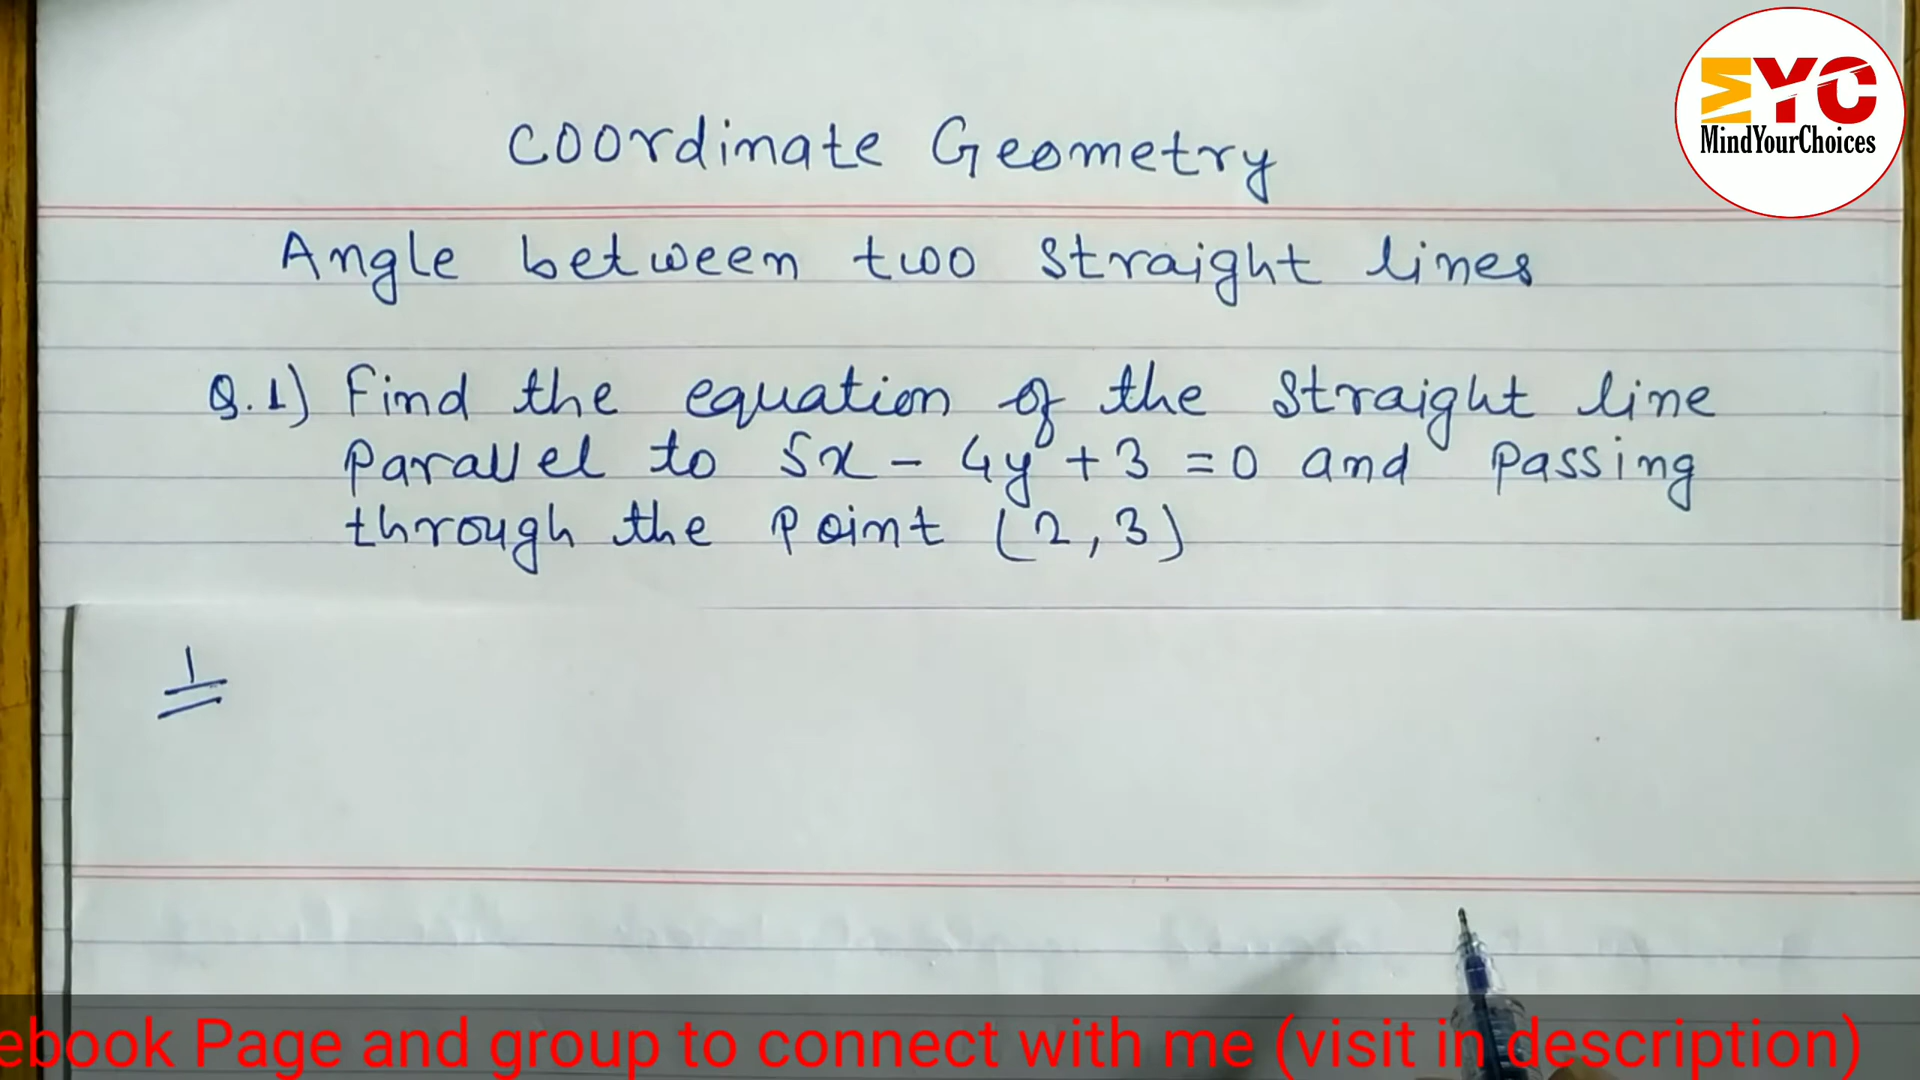 MYC
MindYourChoices
Coordinate Geometry
Angle between two straight lines
Q.1) Find the equation of the straight line
parallel to 5x - 4y + 3 = 0 and passing
through the point (2, 3)
1
ebook Page and group to connect with me (visit in description)